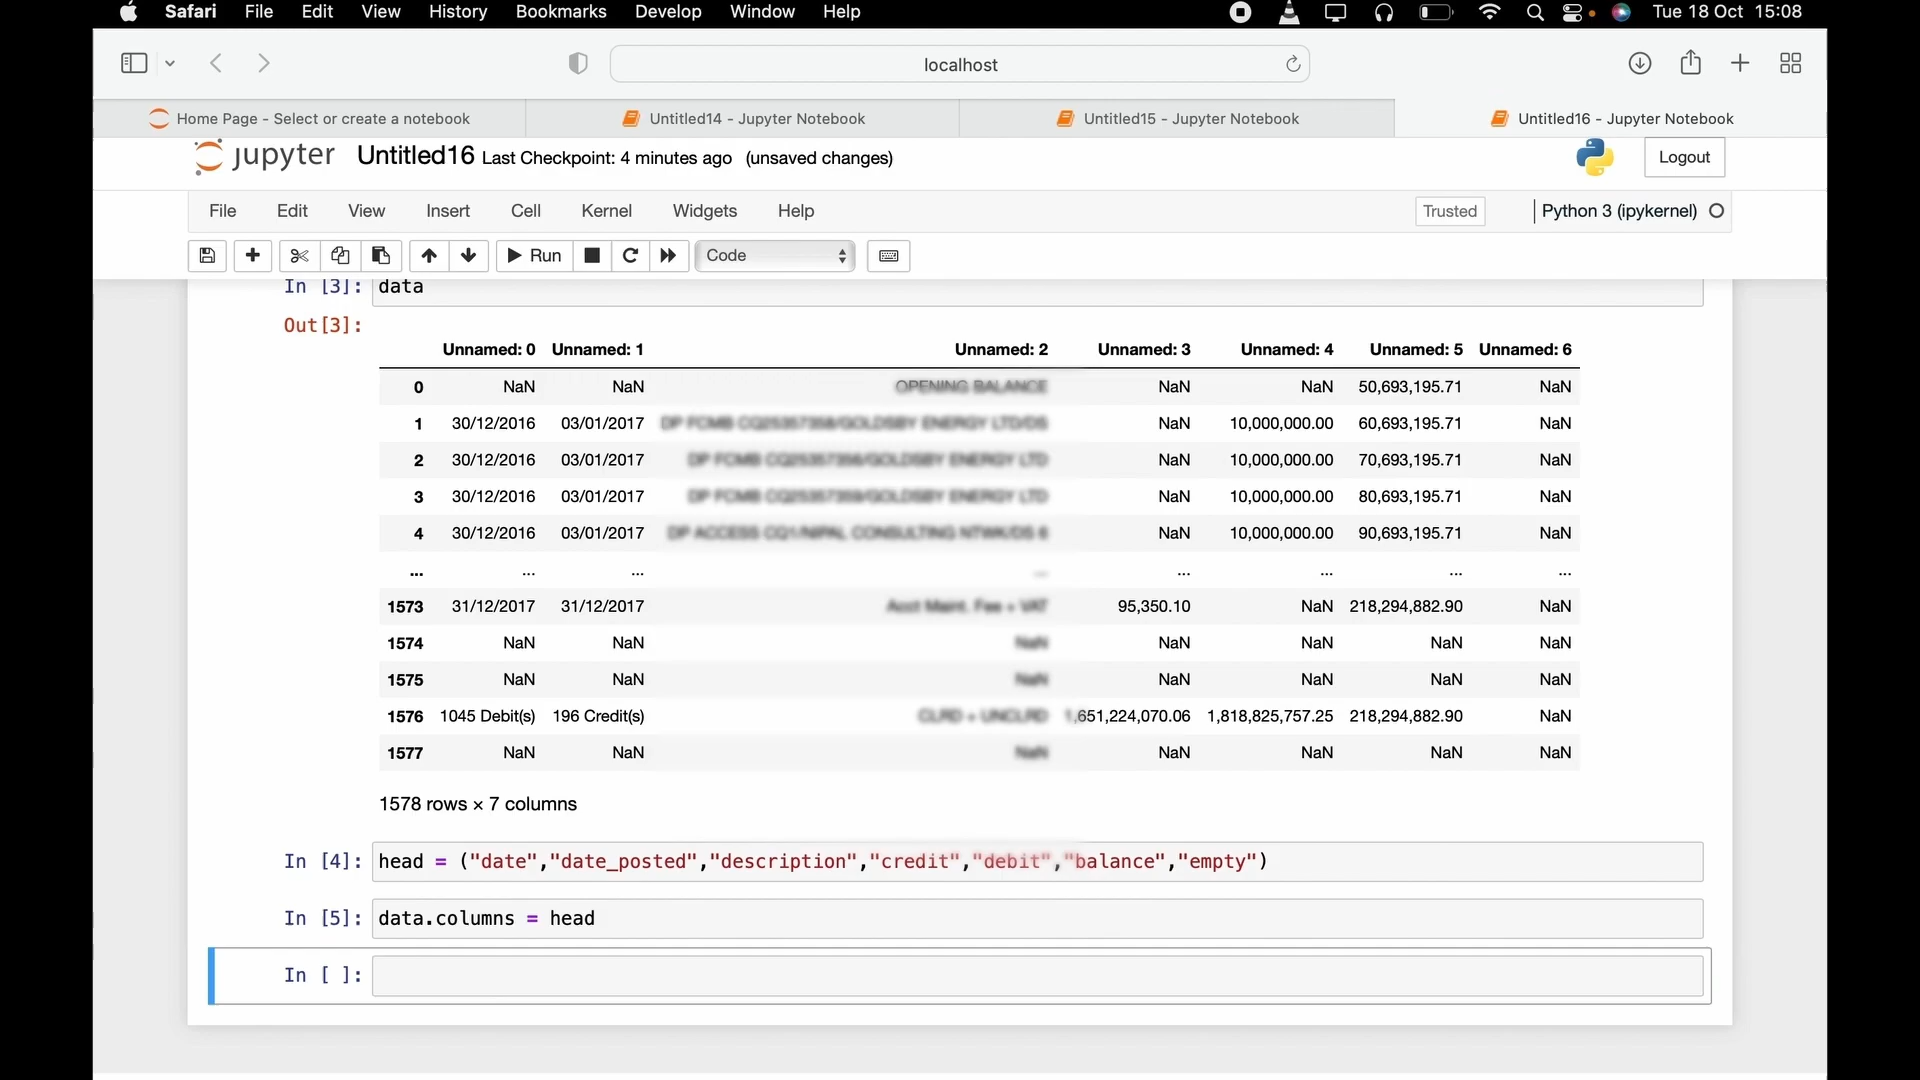 Safari File Edit View History Bookmarks Develop Window Help Tue 18 Oct 15:08
localhost
Home Page - Select or create a notebook Untitled14 - Jupyter Notebook Untitled15 - Jupyter Notebook Untitled16 - Jupyter Notebook
jupyter Untitled16 Last Checkpoint: 4 minutes ago (unsaved changes) Logout
File Edit View Insert Cell Kernel Widgets Help Trusted Python 3 (ipykernel)
Run Code
In [3]: data
Out[3]:
Unnamed: 0 Unnamed: 1 Unnamed: 2 Unnamed: 3 Unnamed: 4 Unnamed: 5 Unnamed: 6
0 NaN NaN OPENING BALANCE NaN NaN 50,693,195.71 NaN
1 30/12/2016 03/01/2017 NaN 10,000,000.00 60,693,195.71 NaN
2 30/12/2016 03/01/2017 NaN 10,000,000.00 70,693,195.71 NaN
3 30/12/2016 03/01/2017 NaN 10,000,000.00 80,693,195.71 NaN
4 30/12/2016 03/01/2017 NaN 10,000,000.00 90,693,195.71 NaN
... ... ... ... ... ... ... ...
1573 31/12/2017 31/12/2017 Acct Maint. Fee + VAT 95,350.10 NaN 218,294,882.90 NaN
1574 NaN NaN NaN NaN NaN NaN NaN
1575 NaN NaN NaN NaN NaN NaN NaN
1576 1045 Debit(s) 196 Credit(s) CLRD + UNCLRD 1,651,224,070.06 1,818,825,757.25 218,294,882.90 NaN
1577 NaN NaN NaN NaN NaN NaN NaN
1578 rows × 7 columns
In [4]: head = ("date","date_posted","description","credit","debit","balance","empty")
In [5]: data.columns = head
In [ ]: